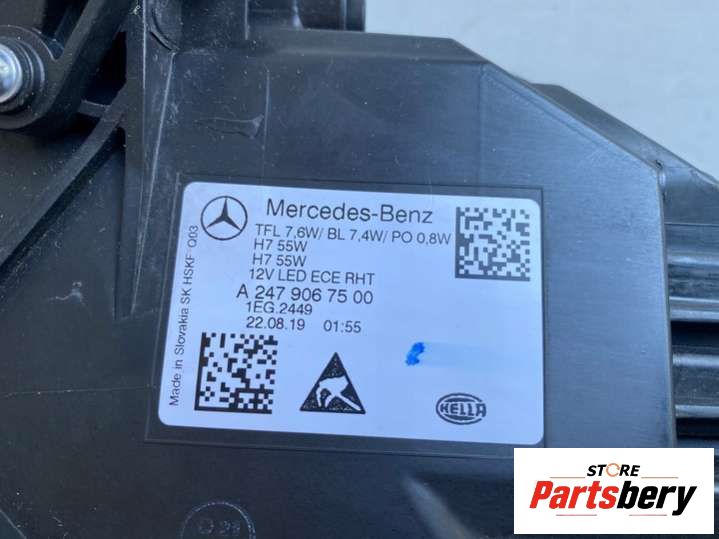 Mercedes-Benz
TFL 7,6W/ BL 7,4W/ PO 0,8W
H7 55W
H7 55W
12V LED ECE RHT
A 247 906 75 00
1EG.2449
22.08.19 01:55
Made in Slovakia SK HSKF Q03
HELLA
STORE
Partsbery